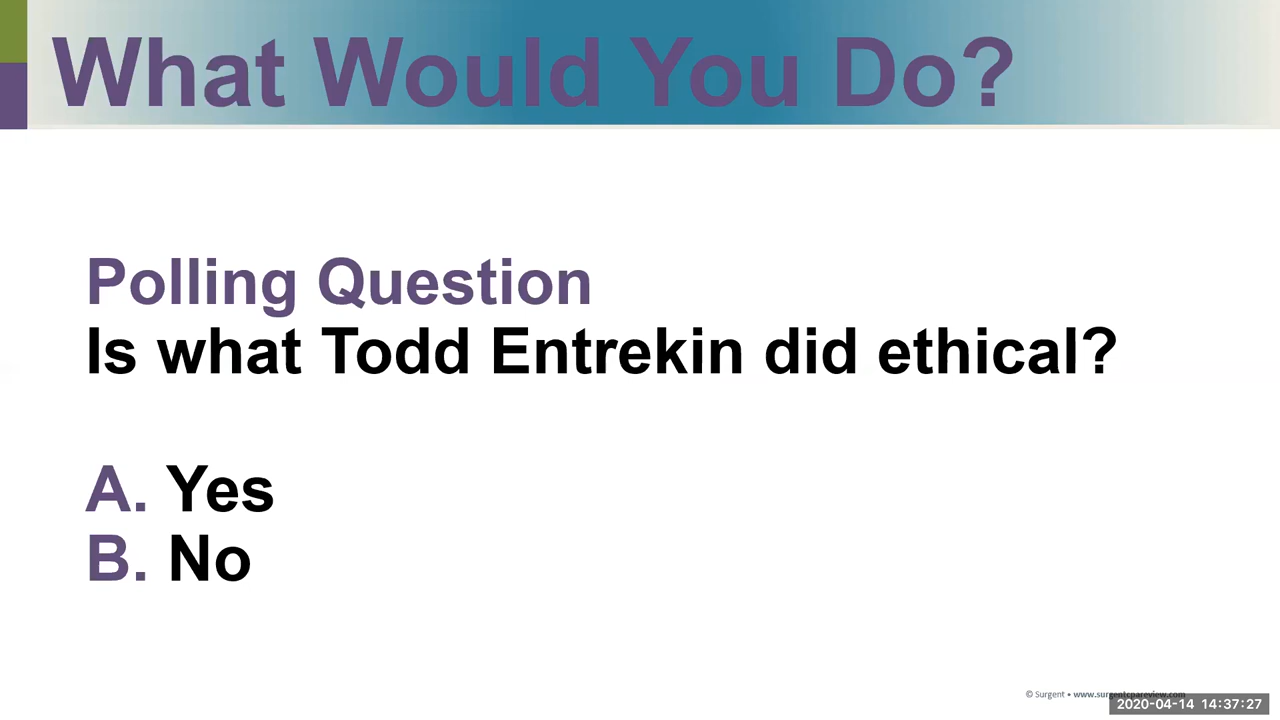 What Would You Do?
Polling Question
Is what Todd Entrekin did ethical?
A. Yes
B. No
© Surgent • www.surgentcpareview.com
2020-04-14 14:37:27